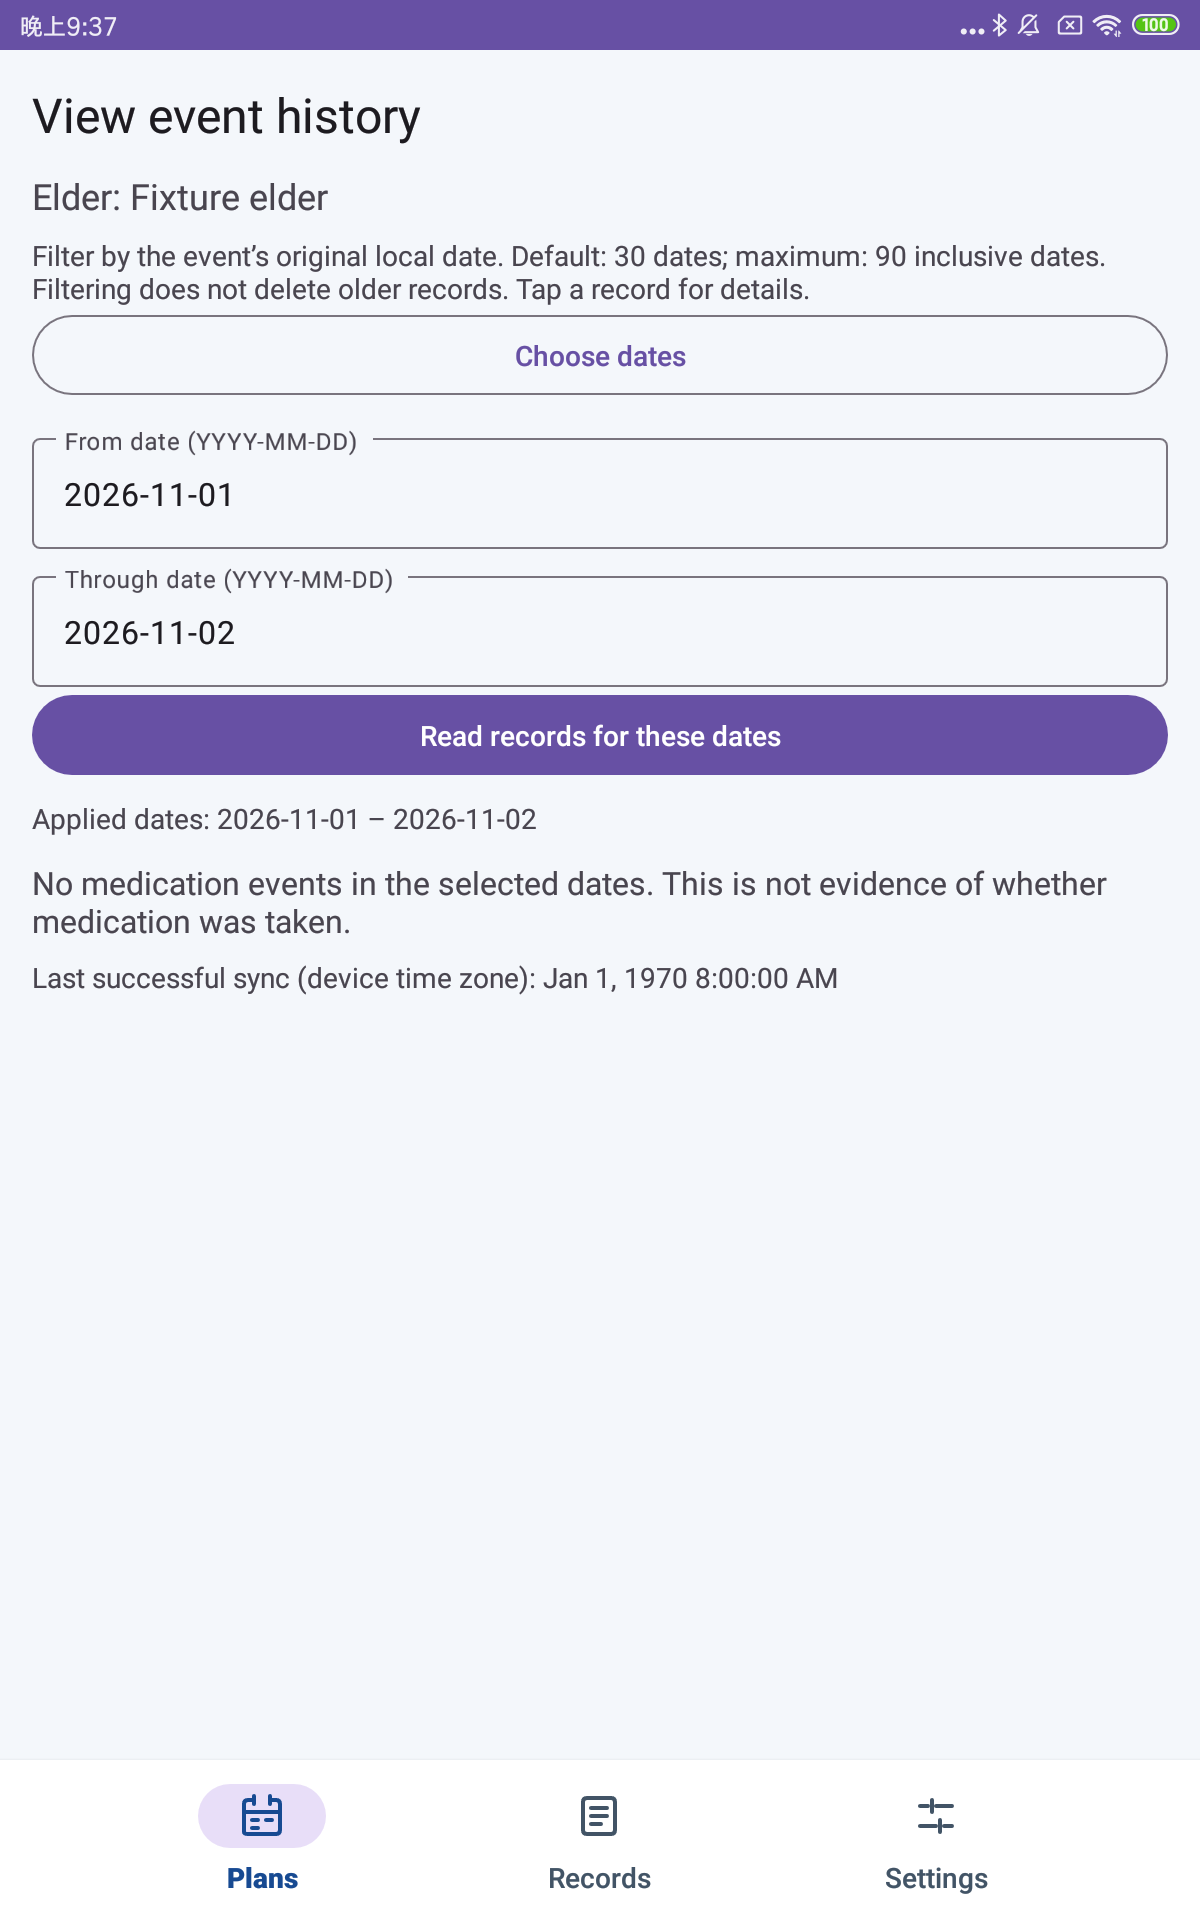 晚上9:37
100
View event history
Elder: Fixture elder
Filter by the event’s original local date. Default: 30 dates; maximum: 90 inclusive dates.
Filtering does not delete older records. Tap a record for details.
Choose dates
From date (YYYY-MM-DD)
2026-11-01
Through date (YYYY-MM-DD)
2026-11-02
Read records for these dates
Applied dates: 2026-11-01 – 2026-11-02
No medication events in the selected dates. This is not evidence of whether
medication was taken.
Last successful sync (device time zone): Jan 1, 1970 8:00:00 AM
Plans
Records
Settings